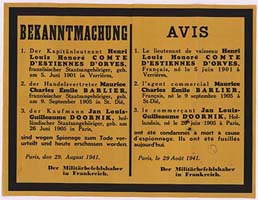 BEKANNTMACHUNG
1. Der Kapitänleutnant Henri
Louis Honoré COMTE
D'ESTIENNES D'ORVES,
französischer Staatsangehöriger, geb.
am 5. Juni 1901 in Verrières,
2. der Handelsvertreter Maurice
Charles Emile BARLIER,
französischer Staatsangehöriger, geb.
am 9. September 1905 in St-Dié,
3. der Kaufmann Jan Louis-
Guilleaume DOORNIK, hol-
ländischer Staatsangehöriger, geb.
am 26. Juni 1905 in Paris,
sind wegen Spionage zum Tode ver-
urteilt und heute erschossen worden.
Paris, den 29. August 1941.
Der Militärbefehlshaber
in Frankreich.
AVIS
1. Le lieutenant de vaisseau Henri
Louis Honoré COMTE
D'ESTIENNES D'ORVES,
Français, né le 5 juin 1901 à
Verrières,
2. l'agent commercial Maurice
Charles Emile BARLIER,
Français, né le 9 septembre 1905 à
St-Dié,
3. le commerçant Jan Louis-
Guilleaume DOORNIK, Hol-
landais, né le 26 juin 1905 à Paris,
ont été condamnés à mort à cause
d'espionnage. Ils ont été fusillés
aujourd'hui
Paris, le 29 Août 1941.
Der Militärbefehlshaber
in Frankreich.